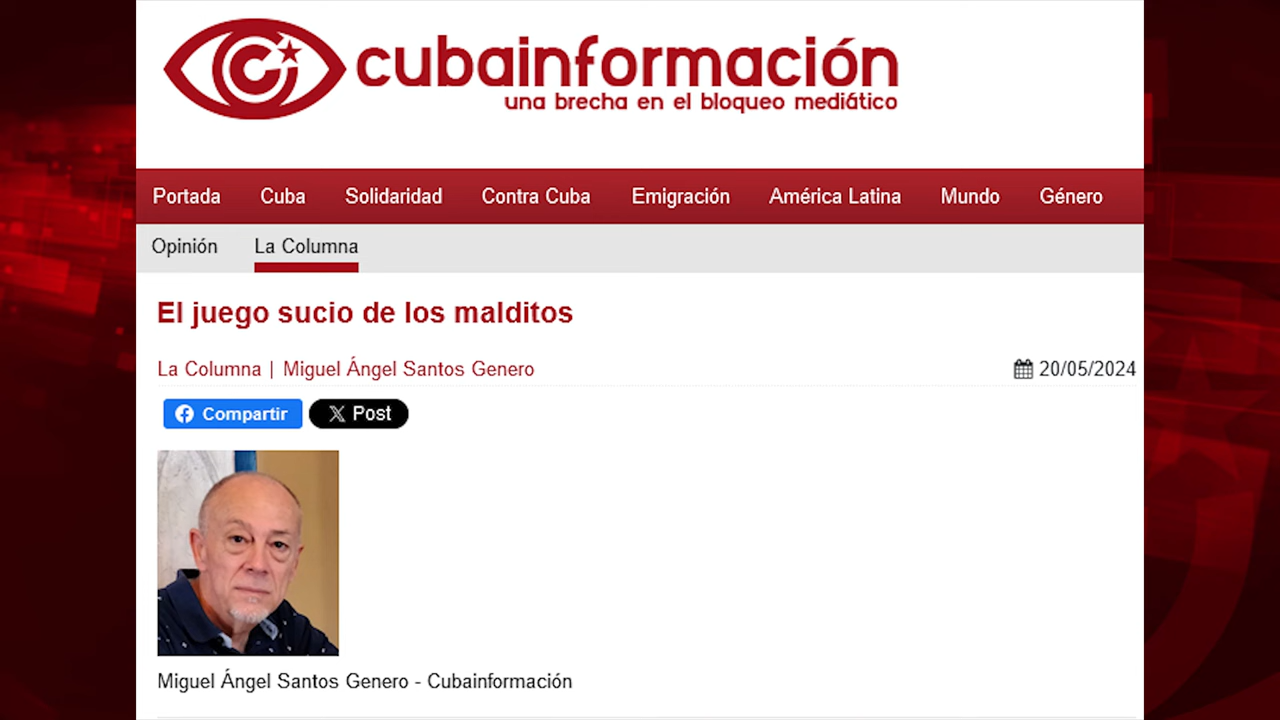 cubainformación
una brecha en el bloqueo mediático
Portada Cuba Solidaridad Contra Cuba Emigración América Latina Mundo Género
Opinión La Columna
El juego sucio de los malditos
La Columna | Miguel Ángel Santos Genero 20/05/2024
Compartir Post
Miguel Ángel Santos Genero - Cubainformación